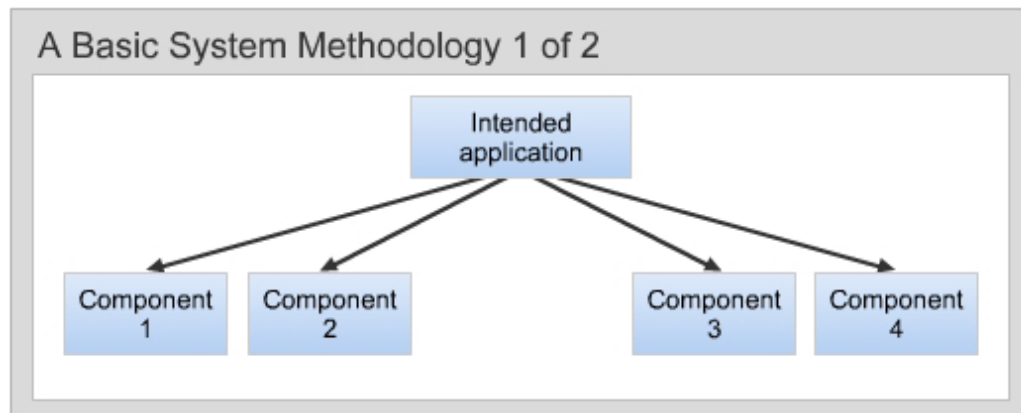 A Basic System Methodology 1 of 2
Intended
application
Component
1
Component
2
Component
3
Component
4